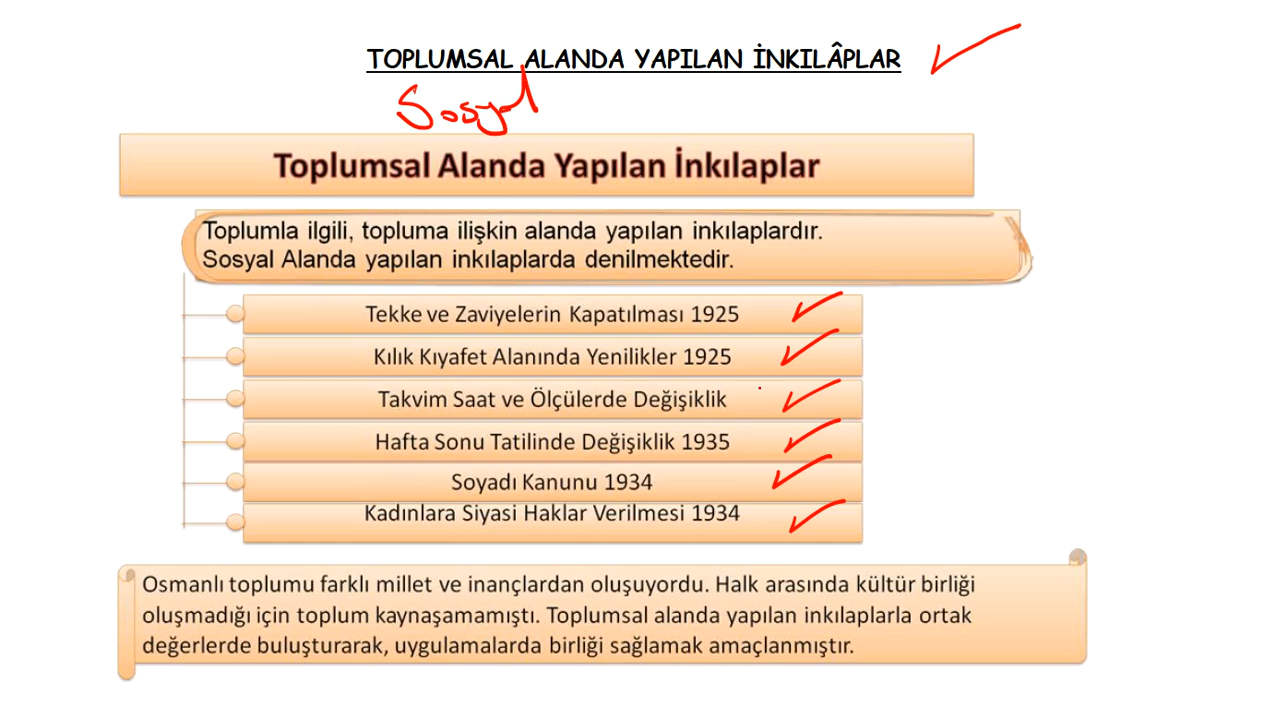 TOPLUMSAL ALANDA YAPILAN İNKILÂPLAR
Sosyal
Toplumsal Alanda Yapılan İnkılaplar
Toplumla ilgili, topluma ilişkin alanda yapılan inkılaplardır.
Sosyal Alanda yapılan inkılaplarda denilmektedir.
Tekke ve Zaviyelerin Kapatılması 1925
Kılık Kıyafet Alanında Yenilikler 1925
Takvim Saat ve Ölçülerde Değişiklik
Hafta Sonu Tatilinde Değişiklik 1935
Soyadı Kanunu 1934
Kadınlara Siyasi Haklar Verilmesi 1934
Osmanlı toplumu farklı millet ve inançlardan oluşuyordu. Halk arasında kültür birliği
oluşmadığı için toplum kaynaşamamıştı. Toplumsal alanda yapılan inkılaplarla ortak
değerlerde buluşturarak, uygulamalarda birliği sağlamak amaçlanmıştır.